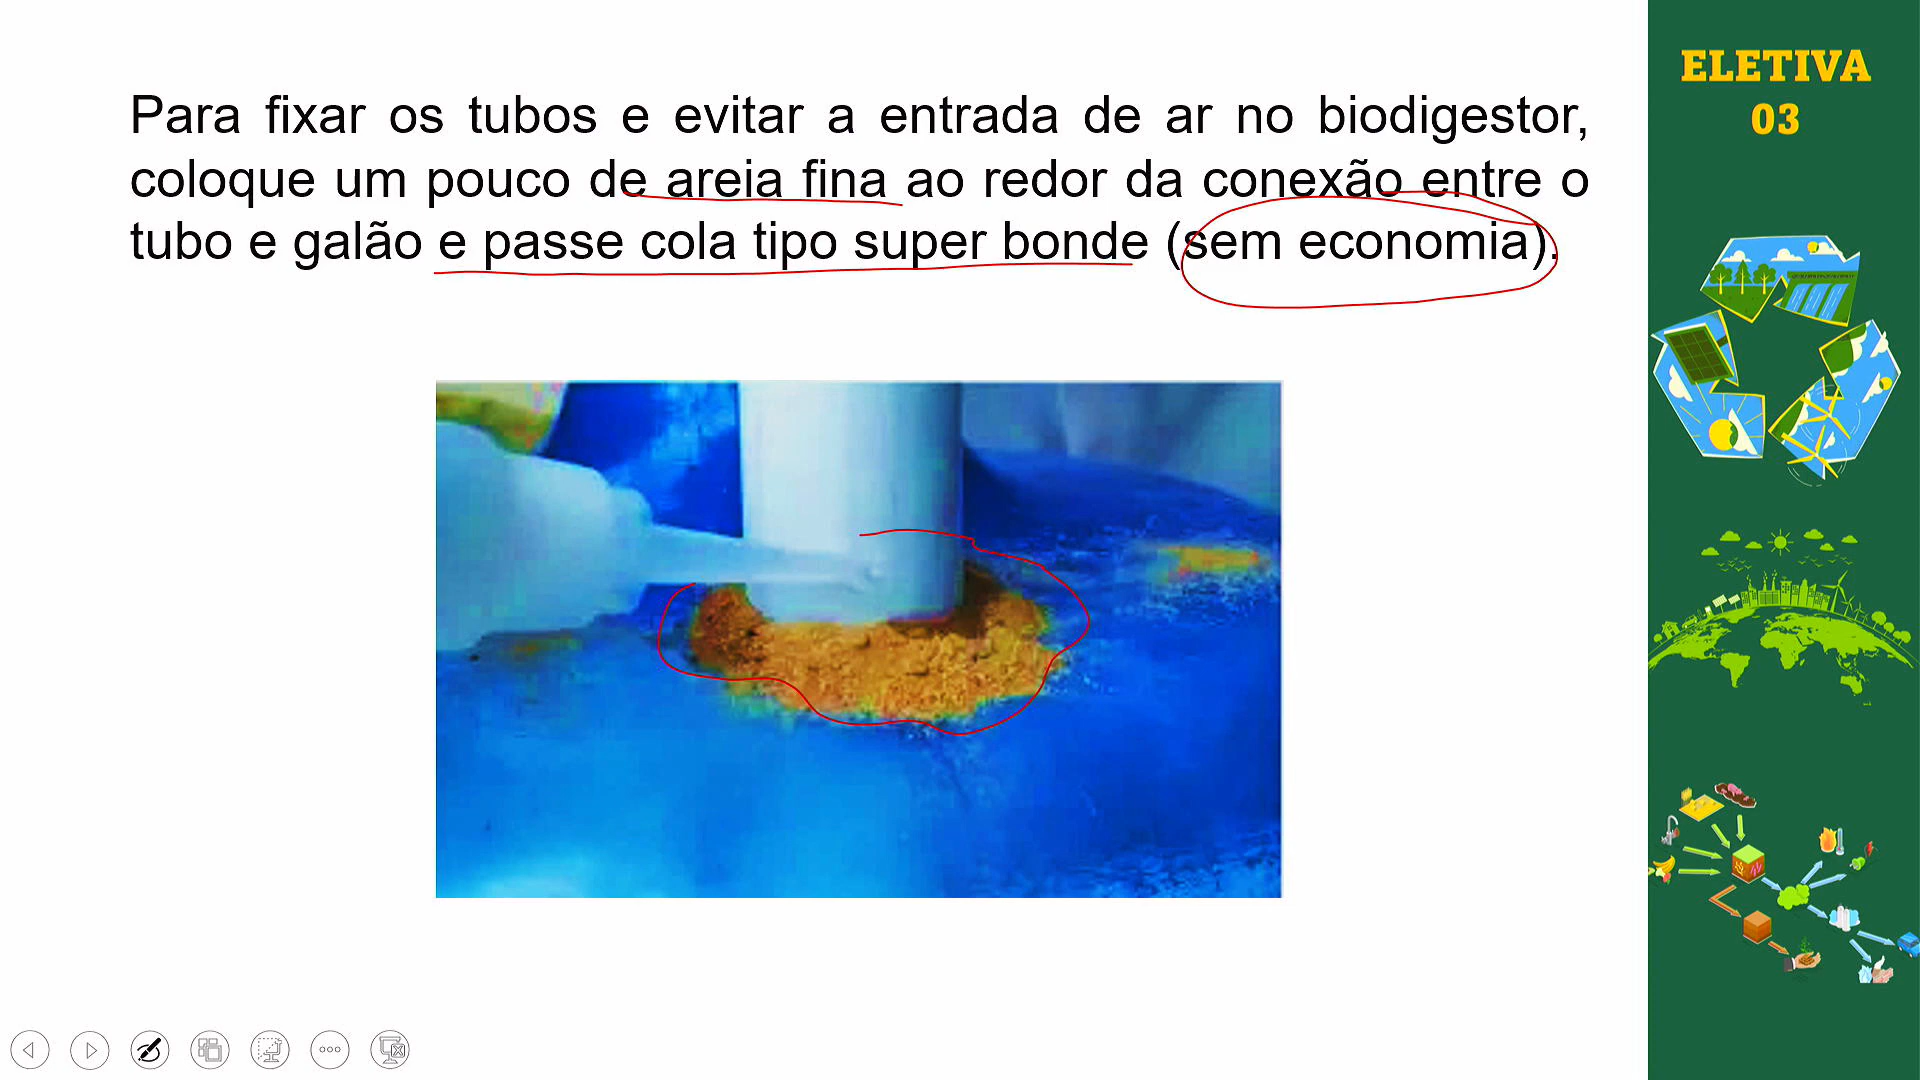 Para fixar os tubos e evitar a entrada de ar no biodigestor,
coloque um pouco de areia fina ao redor da conexão entre o
tubo e galão e passe cola tipo super bonde (sem economia).
ELETIVA
03